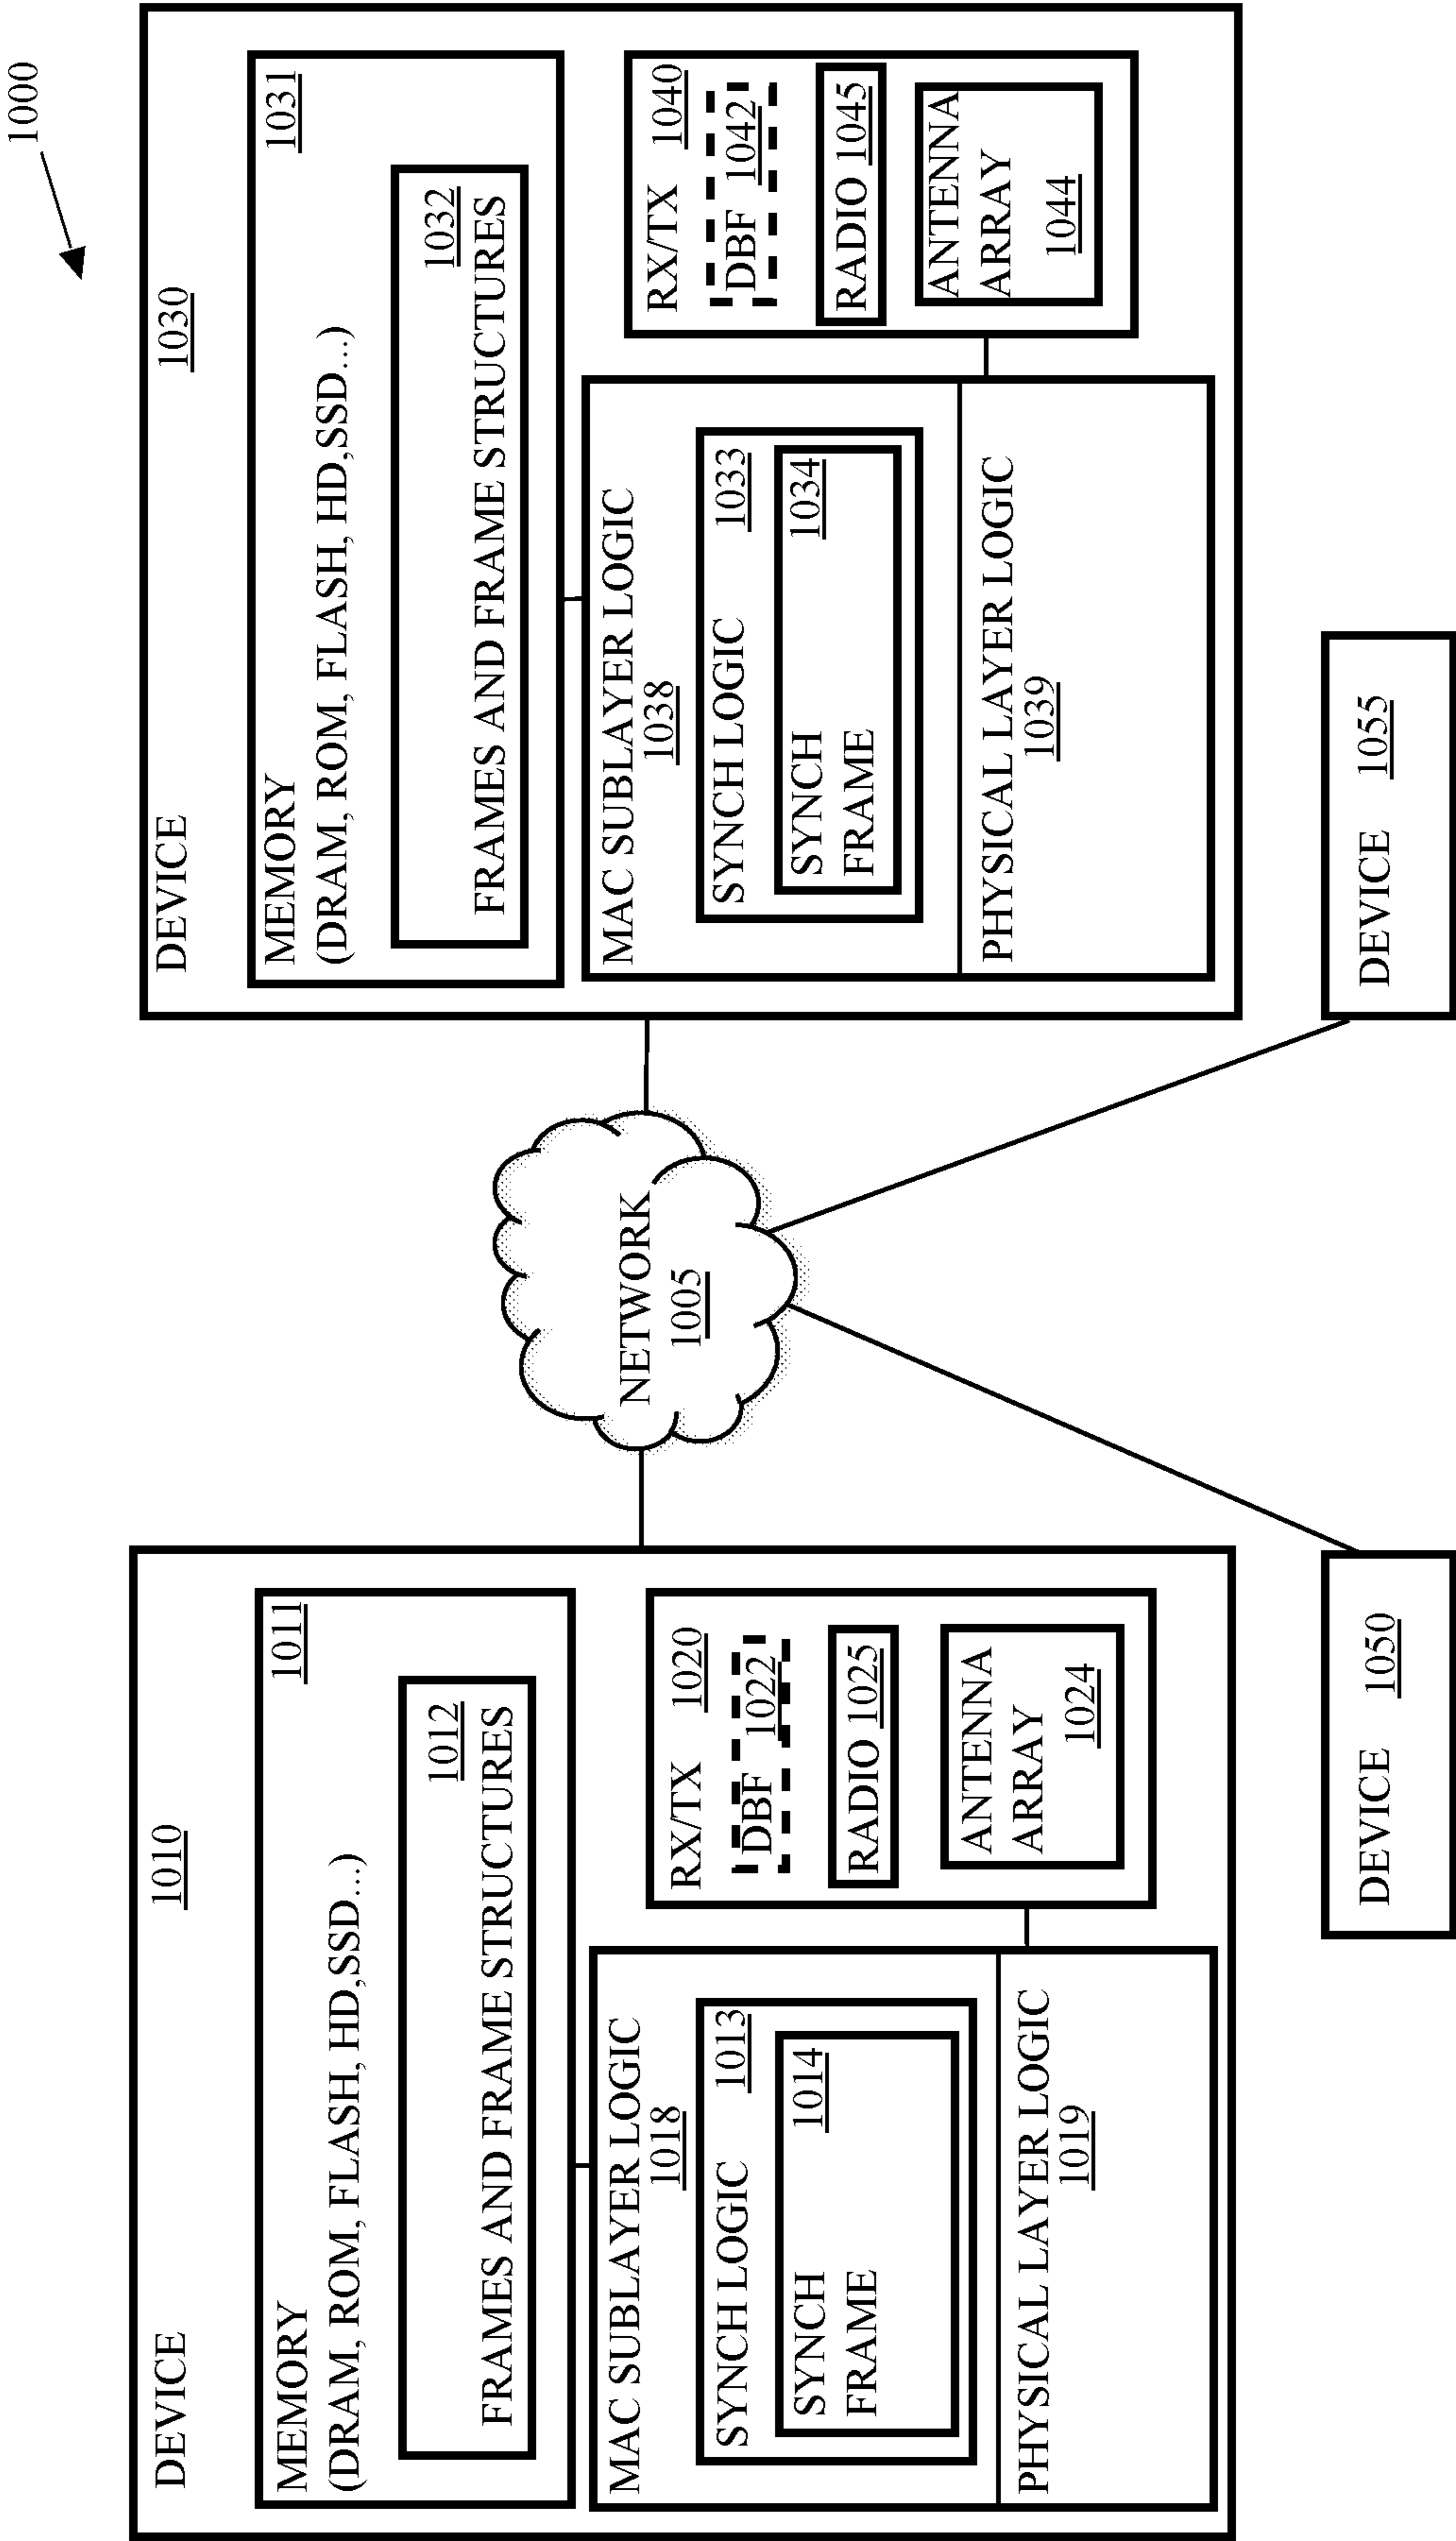 1000
DEVICE 1010
MEMORY 1011
(DRAM, ROM, FLASH, HD,SSD...)
1012
FRAMES AND FRAME STRUCTURES
MAC SUBLAYER LOGIC
1018
SYNCH LOGIC 1013
SYNCH 1014
FRAME
PHYSICAL LAYER LOGIC
1019
RX/TX 1020
DBF 1022
RADIO 1025
ANTENNA
ARRAY
1024
NETWORK
1005
DEVICE 1030
MEMORY 1031
(DRAM, ROM, FLASH, HD,SSD...)
1032
FRAMES AND FRAME STRUCTURES
MAC SUBLAYER LOGIC
1038
SYNCH LOGIC 1033
SYNCH 1034
FRAME
PHYSICAL LAYER LOGIC
1039
RX/TX 1040
DBF 1042
RADIO 1045
ANTENNA
ARRAY
1044
DEVICE 1050
DEVICE 1055